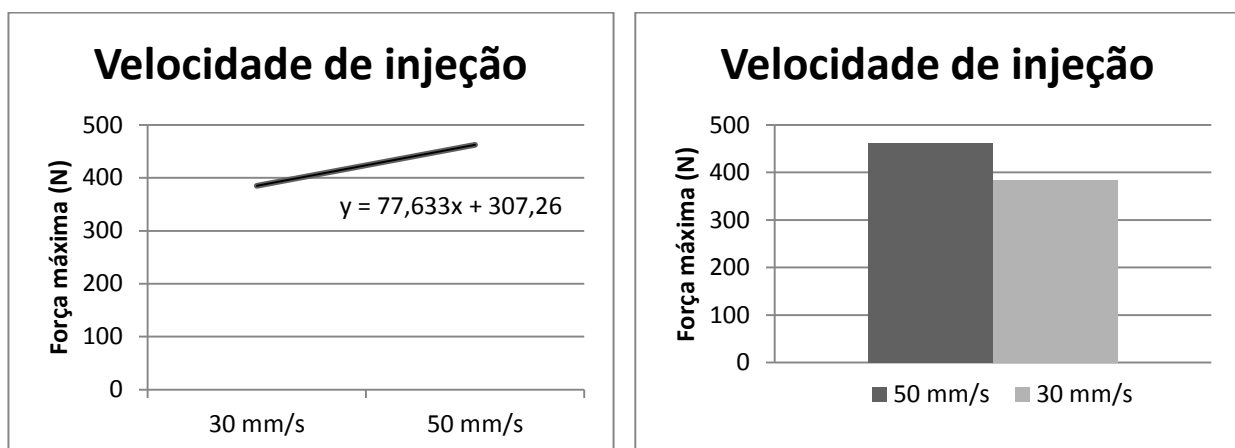 Velocidade de injeção
500
400
300
200
100
0
Força máxima (N)
y = 77,633x + 307,26
30 mm/s
50 mm/s
Velocidade de injeção
500
400
300
200
100
0
Força máxima (N)
50 mm/s
30 mm/s